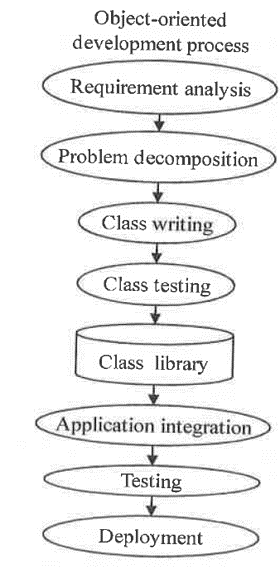 Object-oriented
development process
Requirement analysis
Problem decomposition
Class writing
Class testing
Class library
Application integration
Testing
Deployment